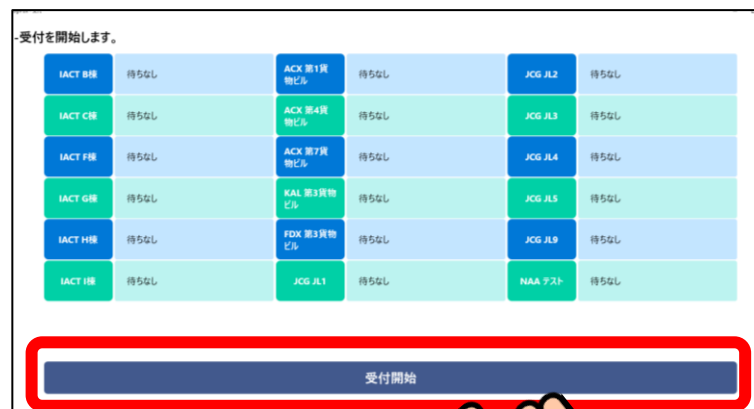 -受付を開始します。
IACT B棟 待ちなし ACX 第1貨物ビル 待ちなし JCG JL2 待ちなし
IACT C棟 待ちなし ACX 第4貨物ビル 待ちなし JCG JL3 待ちなし
IACT F棟 待ちなし ACX 第7貨物ビル 待ちなし JCG JL4 待ちなし
IACT G棟 待ちなし KAL 第3貨物ビル 待ちなし JCG JL5 待ちなし
IACT H棟 待ちなし FDX 第3貨物ビル 待ちなし JCG JL9 待ちなし
IACT I棟 待ちなし JCG JL1 待ちなし NAA テスト 待ちなし
受付開始